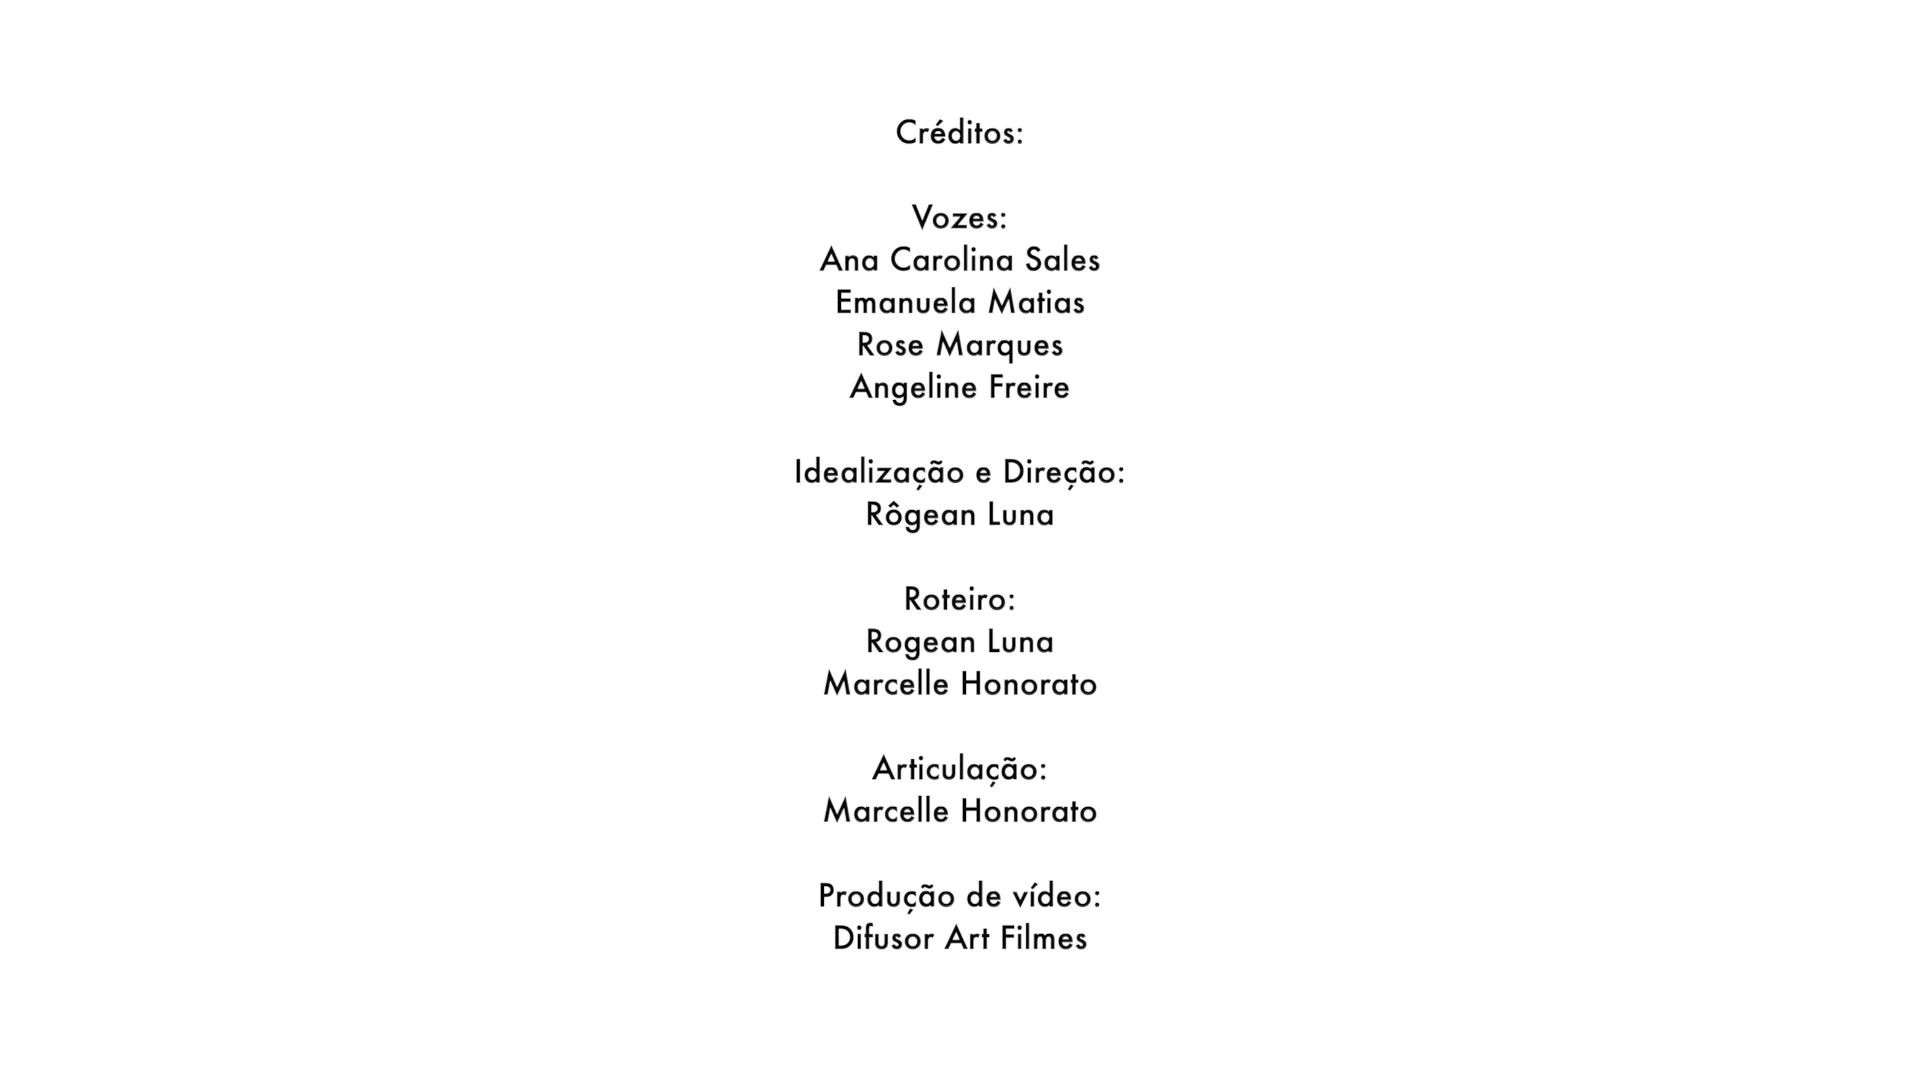 Créditos:
Vozes:
Ana Carolina Sales
Emanuela Matias
Rose Marques
Angeline Freire
Idealização e Direção:
Rôgean Luna
Roteiro:
Rogean Luna
Marcelle Honorato
Articulação:
Marcelle Honorato
Produção de vídeo:
Difusor Art Filmes